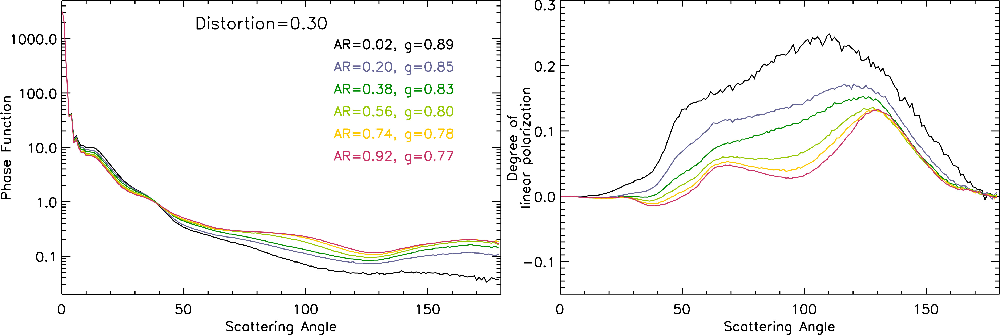 Distortion=0.30
AR=0.02, g=0.89
AR=0.20, g=0.85
AR=0.38, g=0.83
AR=0.56, g=0.80
AR=0.74, g=0.78
AR=0.92, g=0.77
Phase Function
1000.0
100.0
10.0
1.0
0.1
0 50 100 150
Scattering Angle
Degree of
linear polarization
0.3
0.2
0.1
0.0
-0.1
0 50 100 150
Scattering Angle